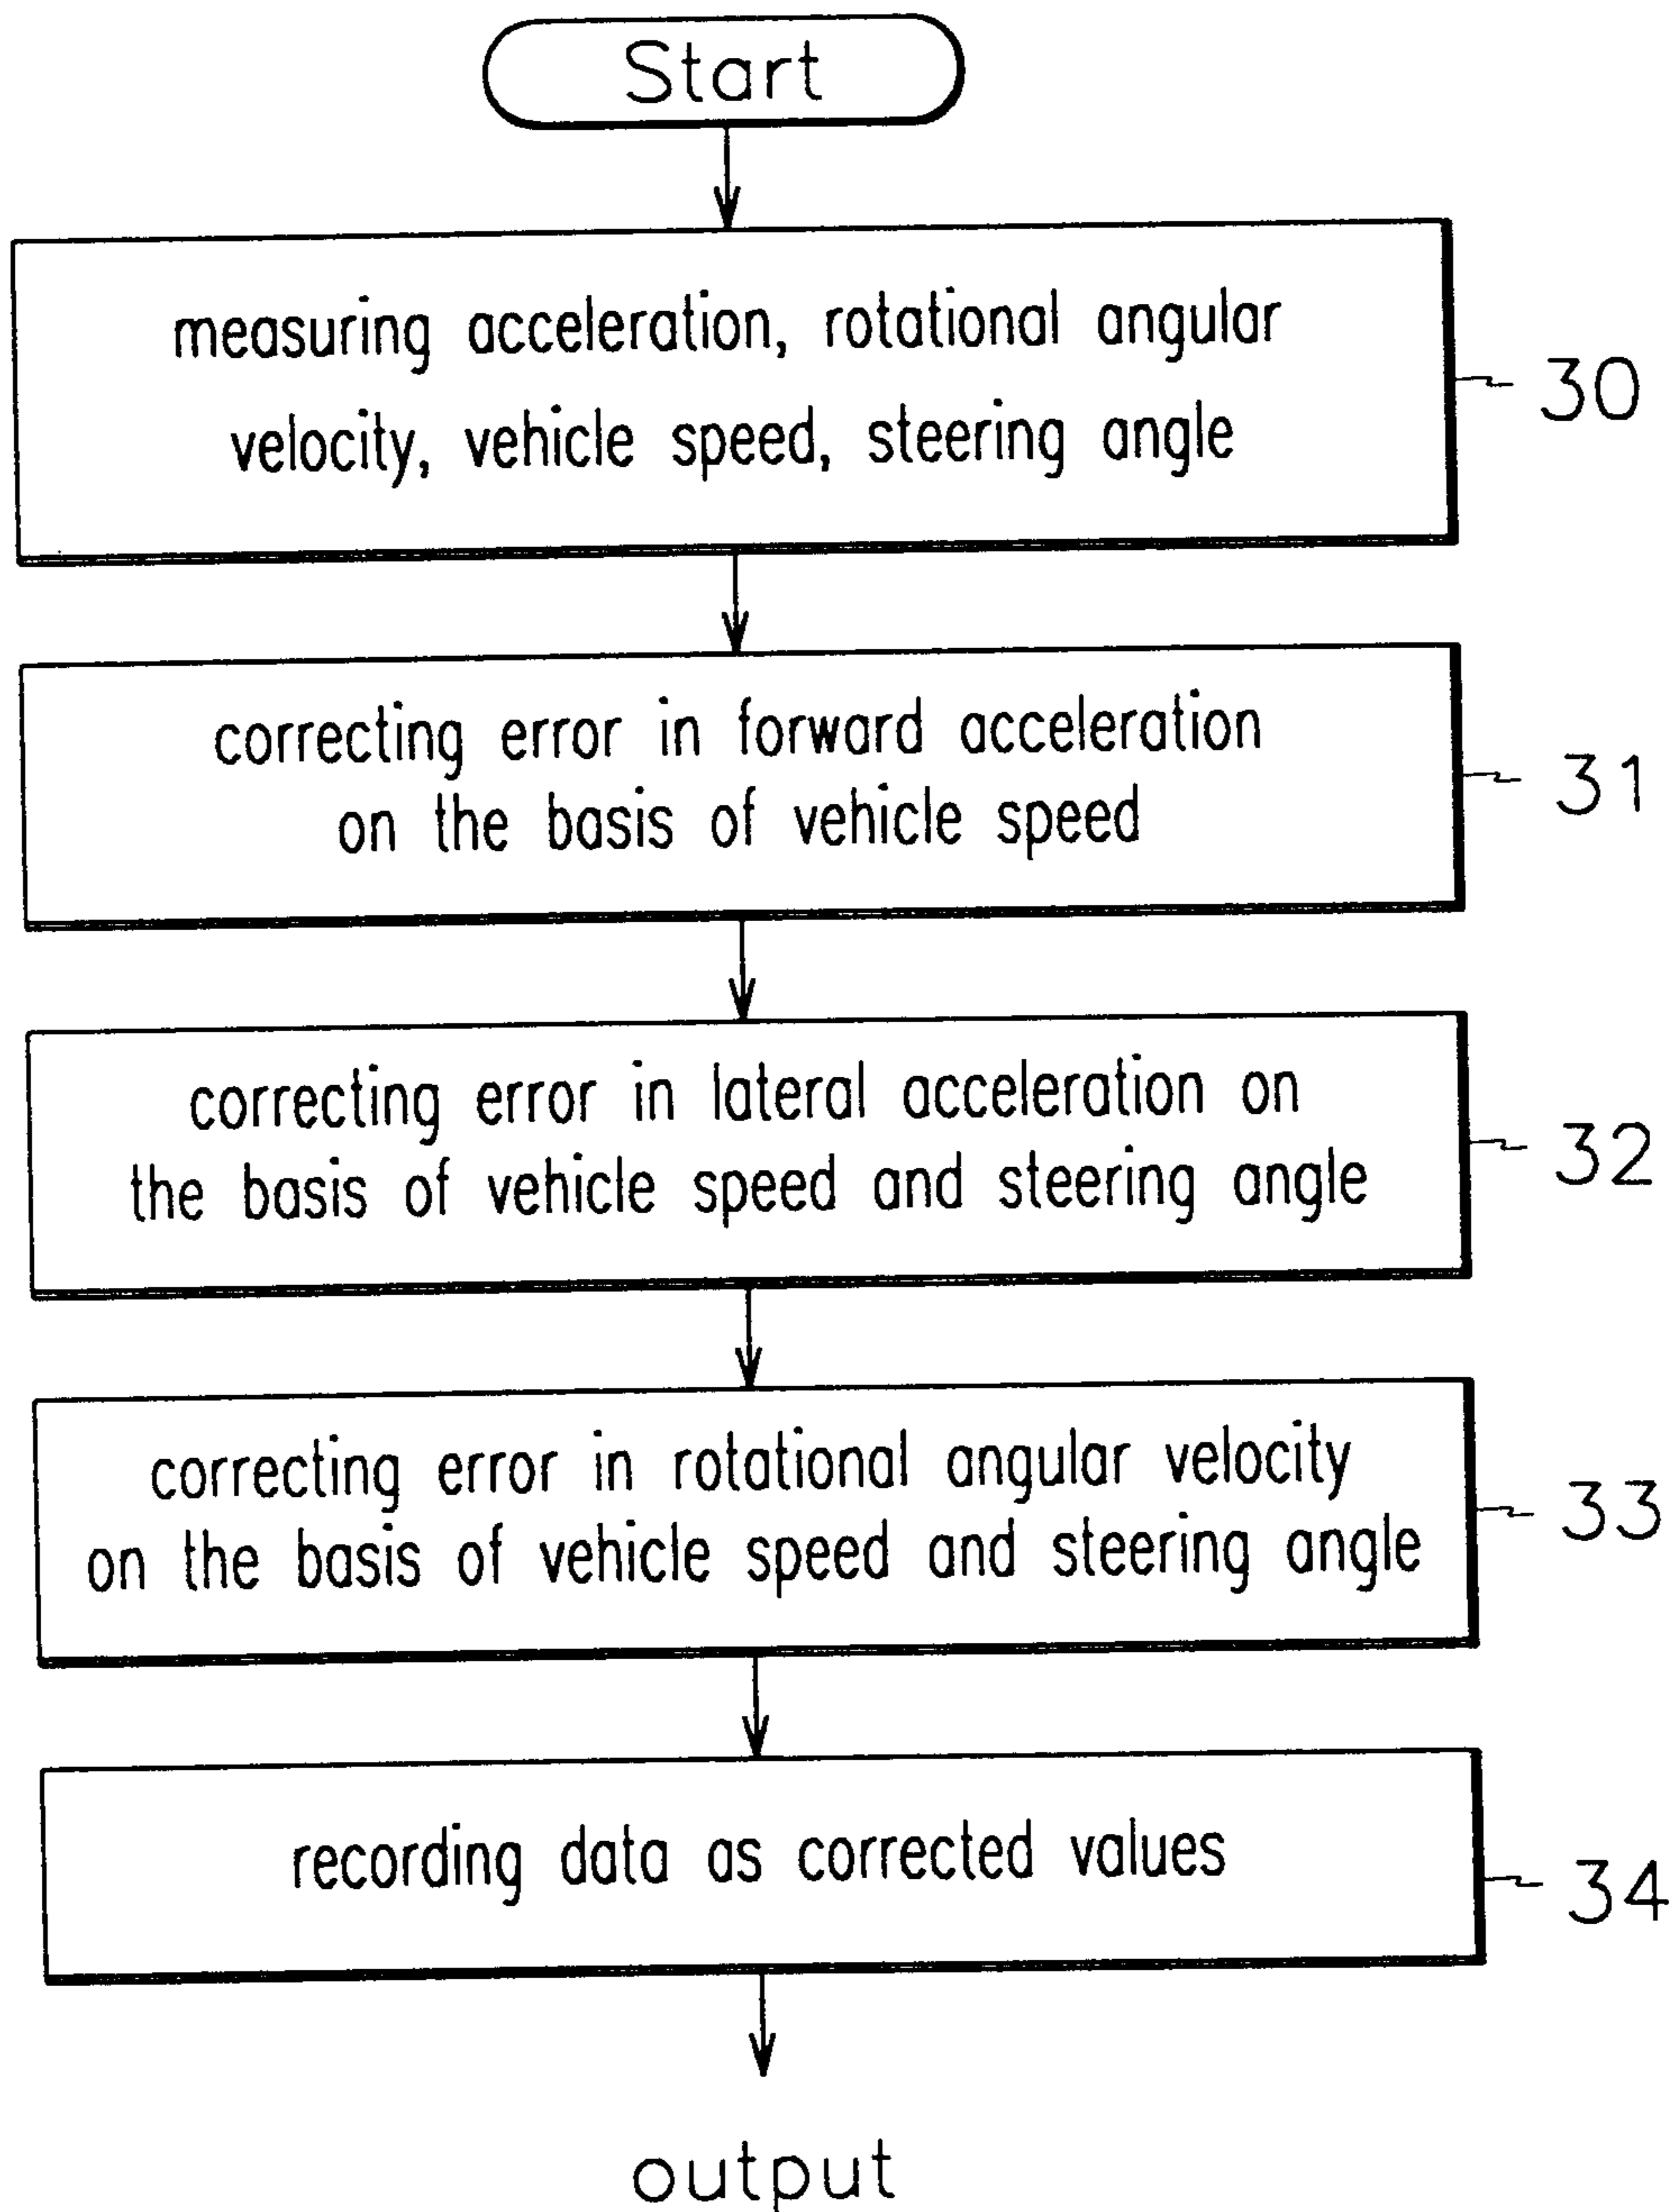 Start
measuring acceleration, rotational angular
velocity, vehicle speed, steering angle
30
correcting error in forward acceleration
on the basis of vehicle speed
31
correcting error in lateral acceleration on
the basis of vehicle speed and steering angle
32
correcting error in rotational angular velocity
on the basis of vehicle speed and steering angle
33
recording data as corrected values
34
output